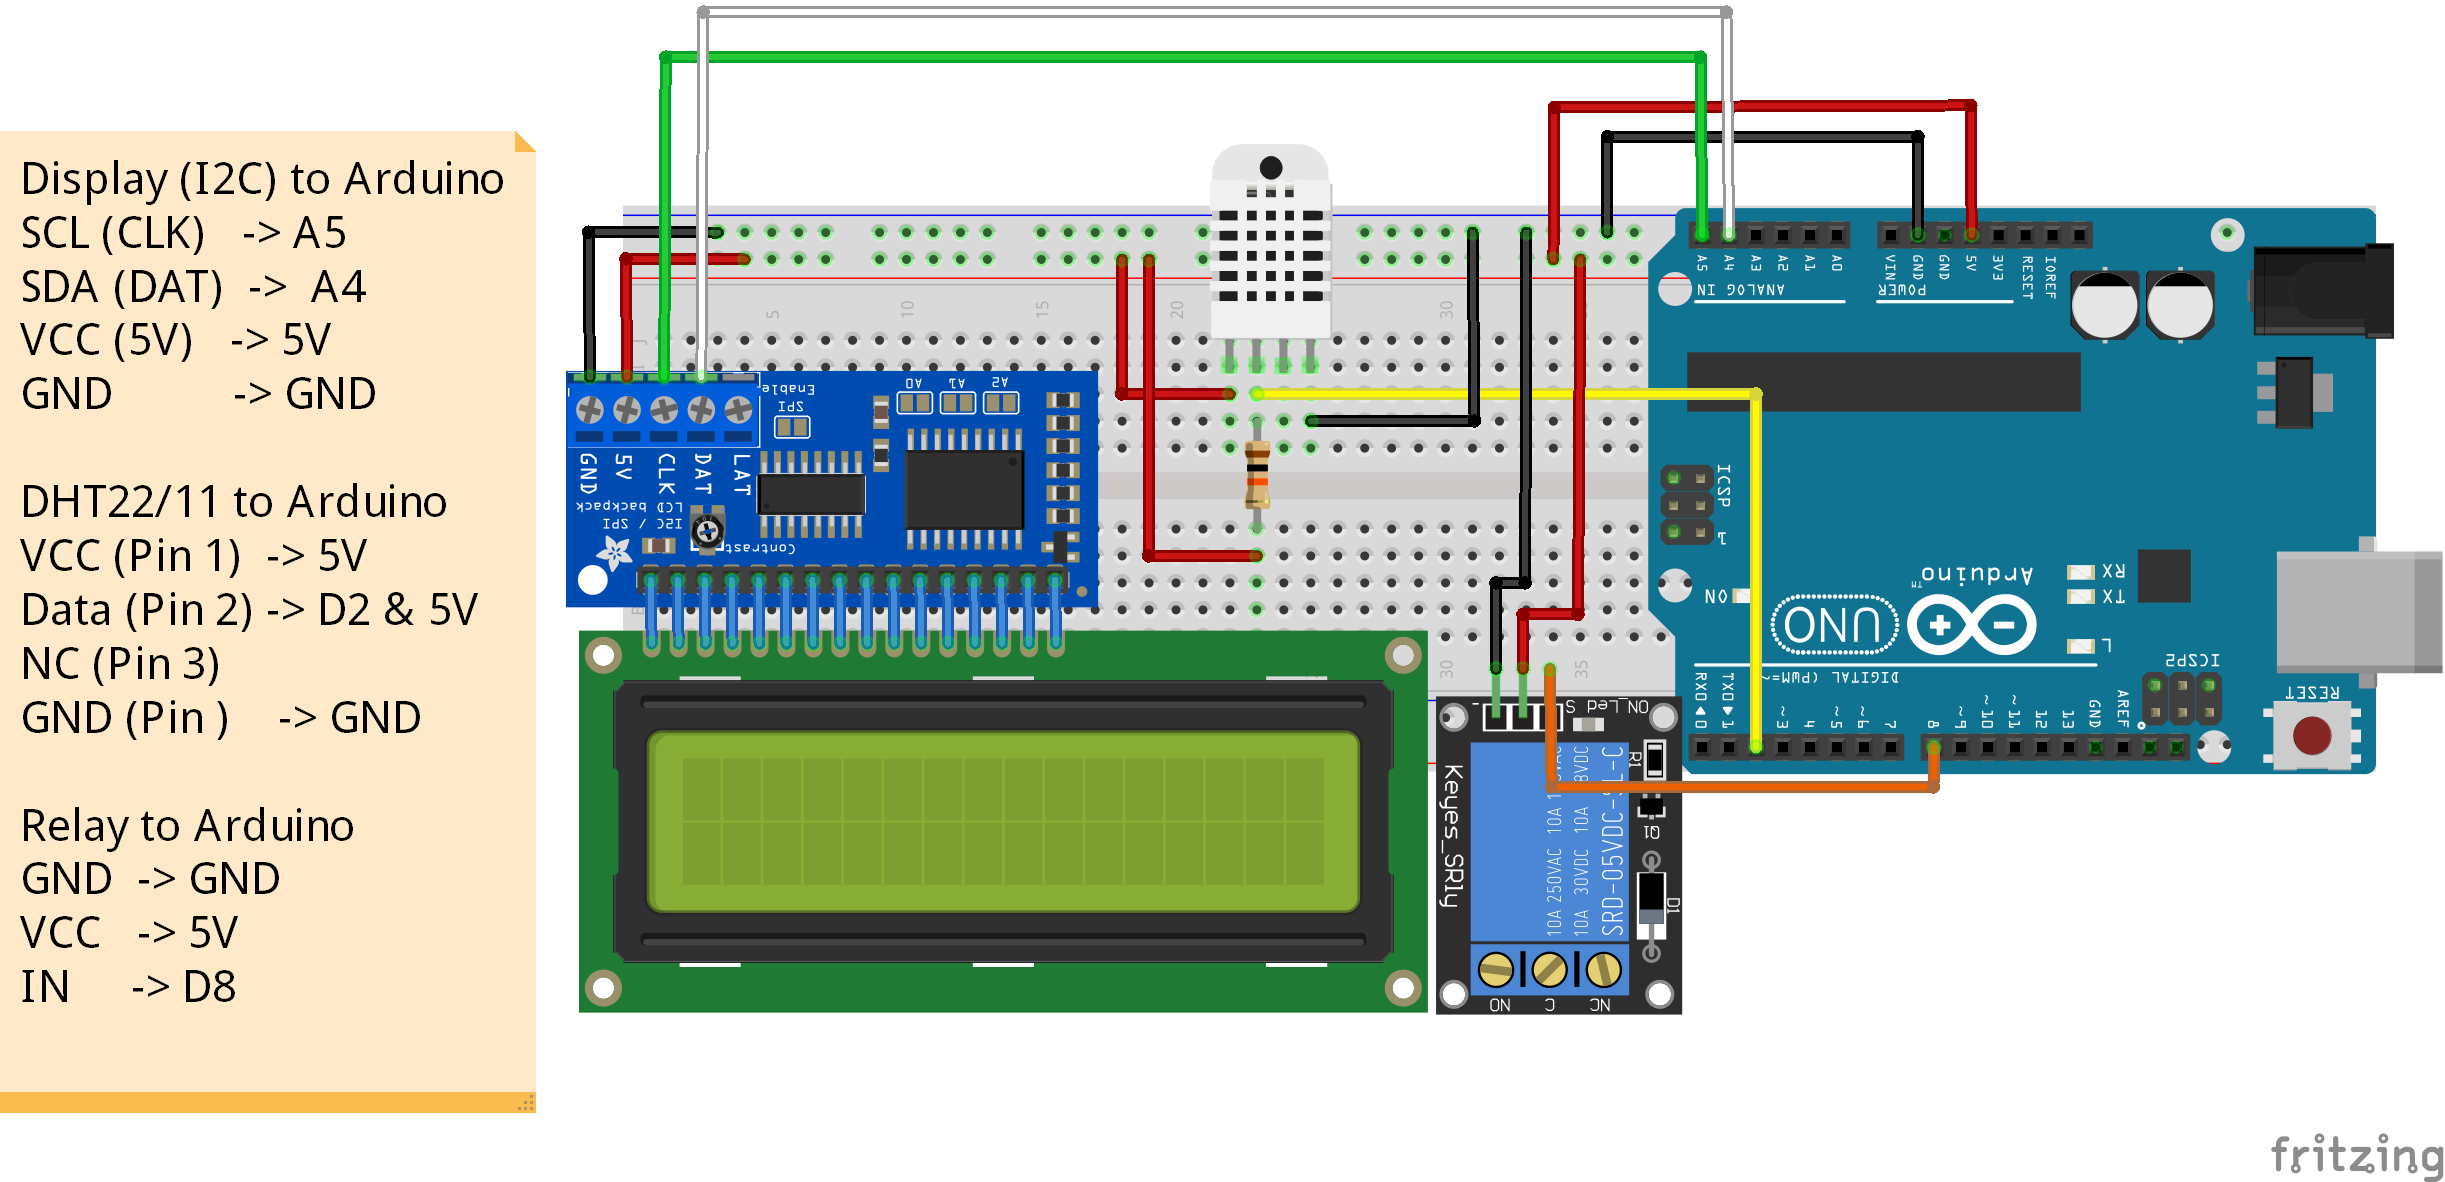 Display (I2C) to Arduino
SCL (CLK) -> A5
SDA (DAT) -> A4
VCC (5V) -> 5V
GND -> GND
DHT22/11 to Arduino
VCC (Pin 1) -> 5V
Data (Pin 2) -> D2 & 5V
NC (Pin 3)
GND (Pin ) -> GND
Relay to Arduino
GND -> GND
VCC -> 5V
IN -> D8
5 10 15 20 30
J
A0 A1 A2
SPI
Enable
GND 5V CLK DAT LAT
I2C / SPI
LCD backpack
Contrast
30 35
A5 A4 A3 A2 A1 A0
ANALOG IN
VIN GND GND 5V 3V3 RESET IOREF
POWER
ICSP
1
ON
Arduino
TM
UNO
RX
TX
L
ICSP2
RESET
DIGITAL (PWM=~)
RX0 ◀ 0
TX0 ▶ 1
~3 4 ~5 ~6 7 8 ~9 ~10 ~11 12 13 GND AREF
- S ON_Led
Keyes_SRly
10A 250VAC 10A
10A 30VDC 10A
SRD-05VDC-SL-C
R1
Q1
D1
NO C NC
fritzing